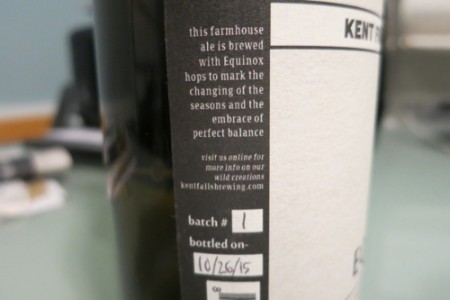 this farmhouse
ale is brewed
with Equinox
hops to mark the
changing of the
seasons and the
embrace of
perfect balance
visit us online for
more info on our
wild creations
kentfallsbrewing.com
batch # 1
bottled on-
10/26/15
KENT